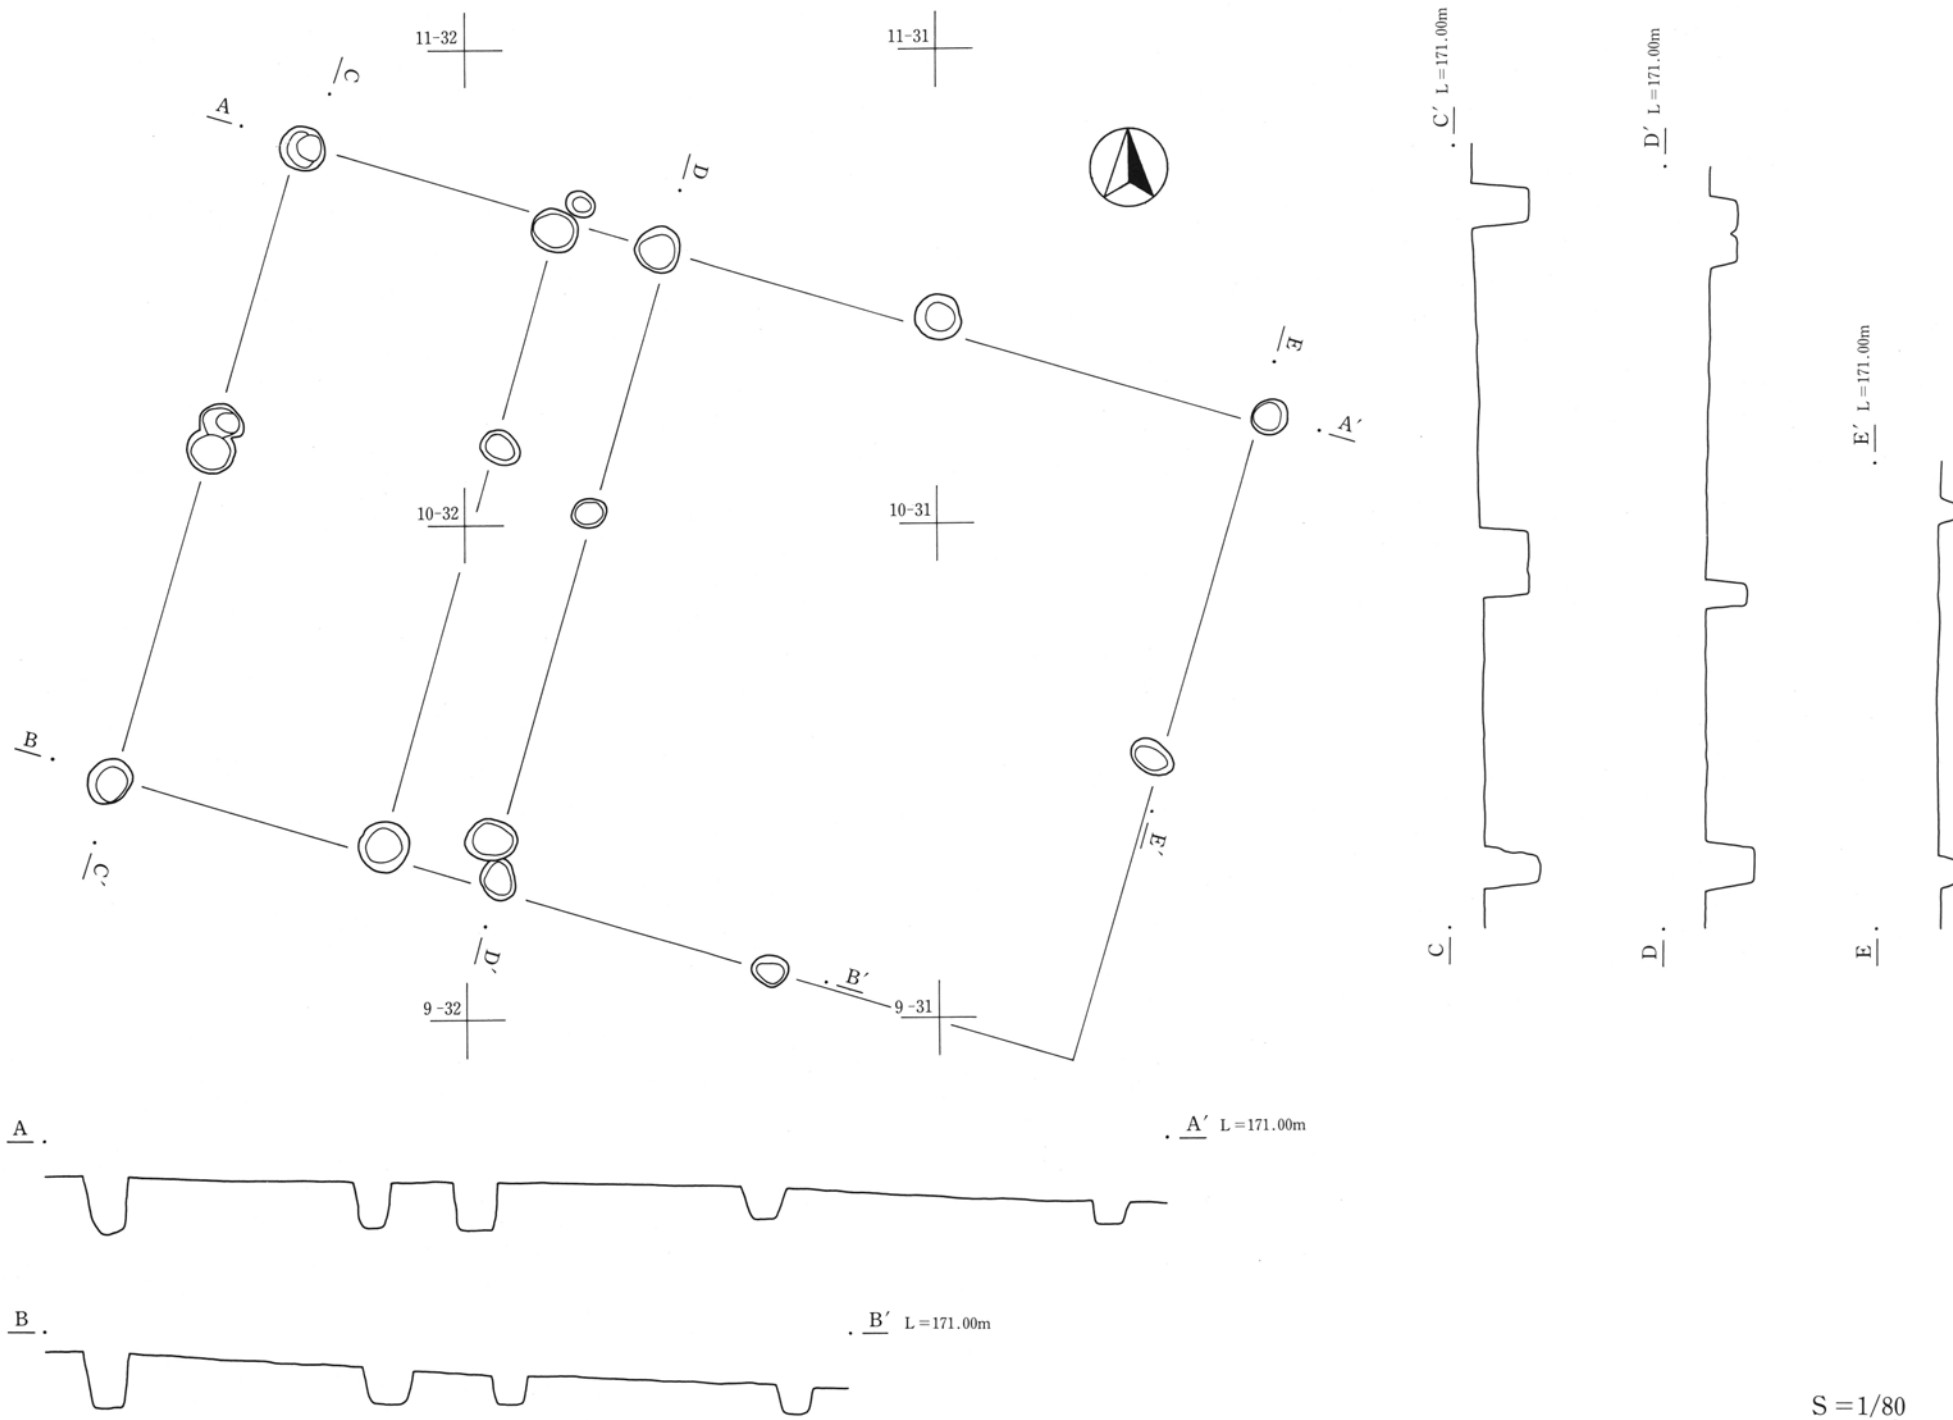 11-32
11-31
C
A
D
E
A′
10-32
10-31
B
C′
E′
D′
B′
9-32
9-31
C′ L=171.00m
D′ L=171.00m
E′ L=171.00m
C
D
E
A
A′ L=171.00m
B
B′ L=171.00m
S=1/80